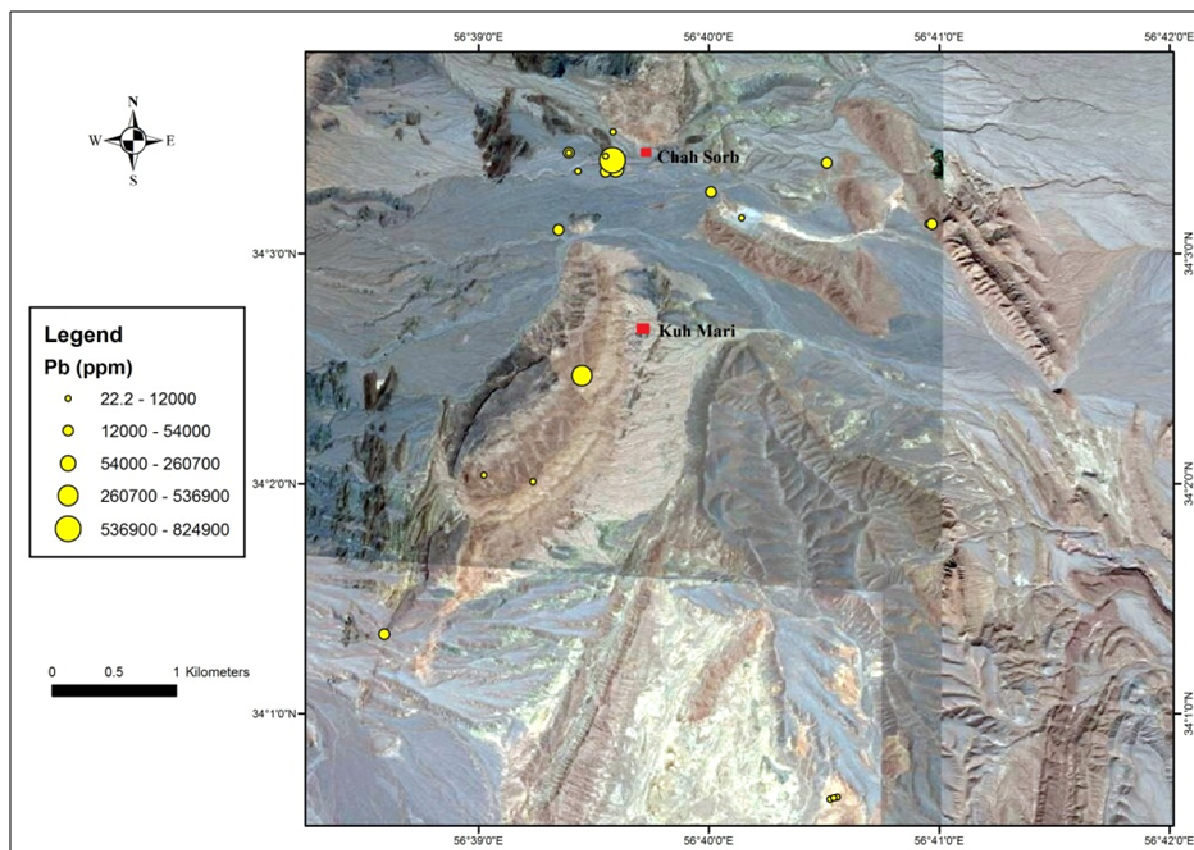 56°39'0"E 56°40'0"E 56°41'0"E 56°42'0"E
N
W E
S
Chah Sorb
34°3'0"N 34°3'0"N
Legend
Pb (ppm)
22.2 - 12000
12000 - 54000
54000 - 260700
260700 - 536900
536900 - 824900
Kuh Mari
34°2'0"N 34°2'0"N
0 0.5 1 Kilometers
34°1'0"N 34°1'0"N
56°39'0"E 56°40'0"E 56°41'0"E 56°42'0"E